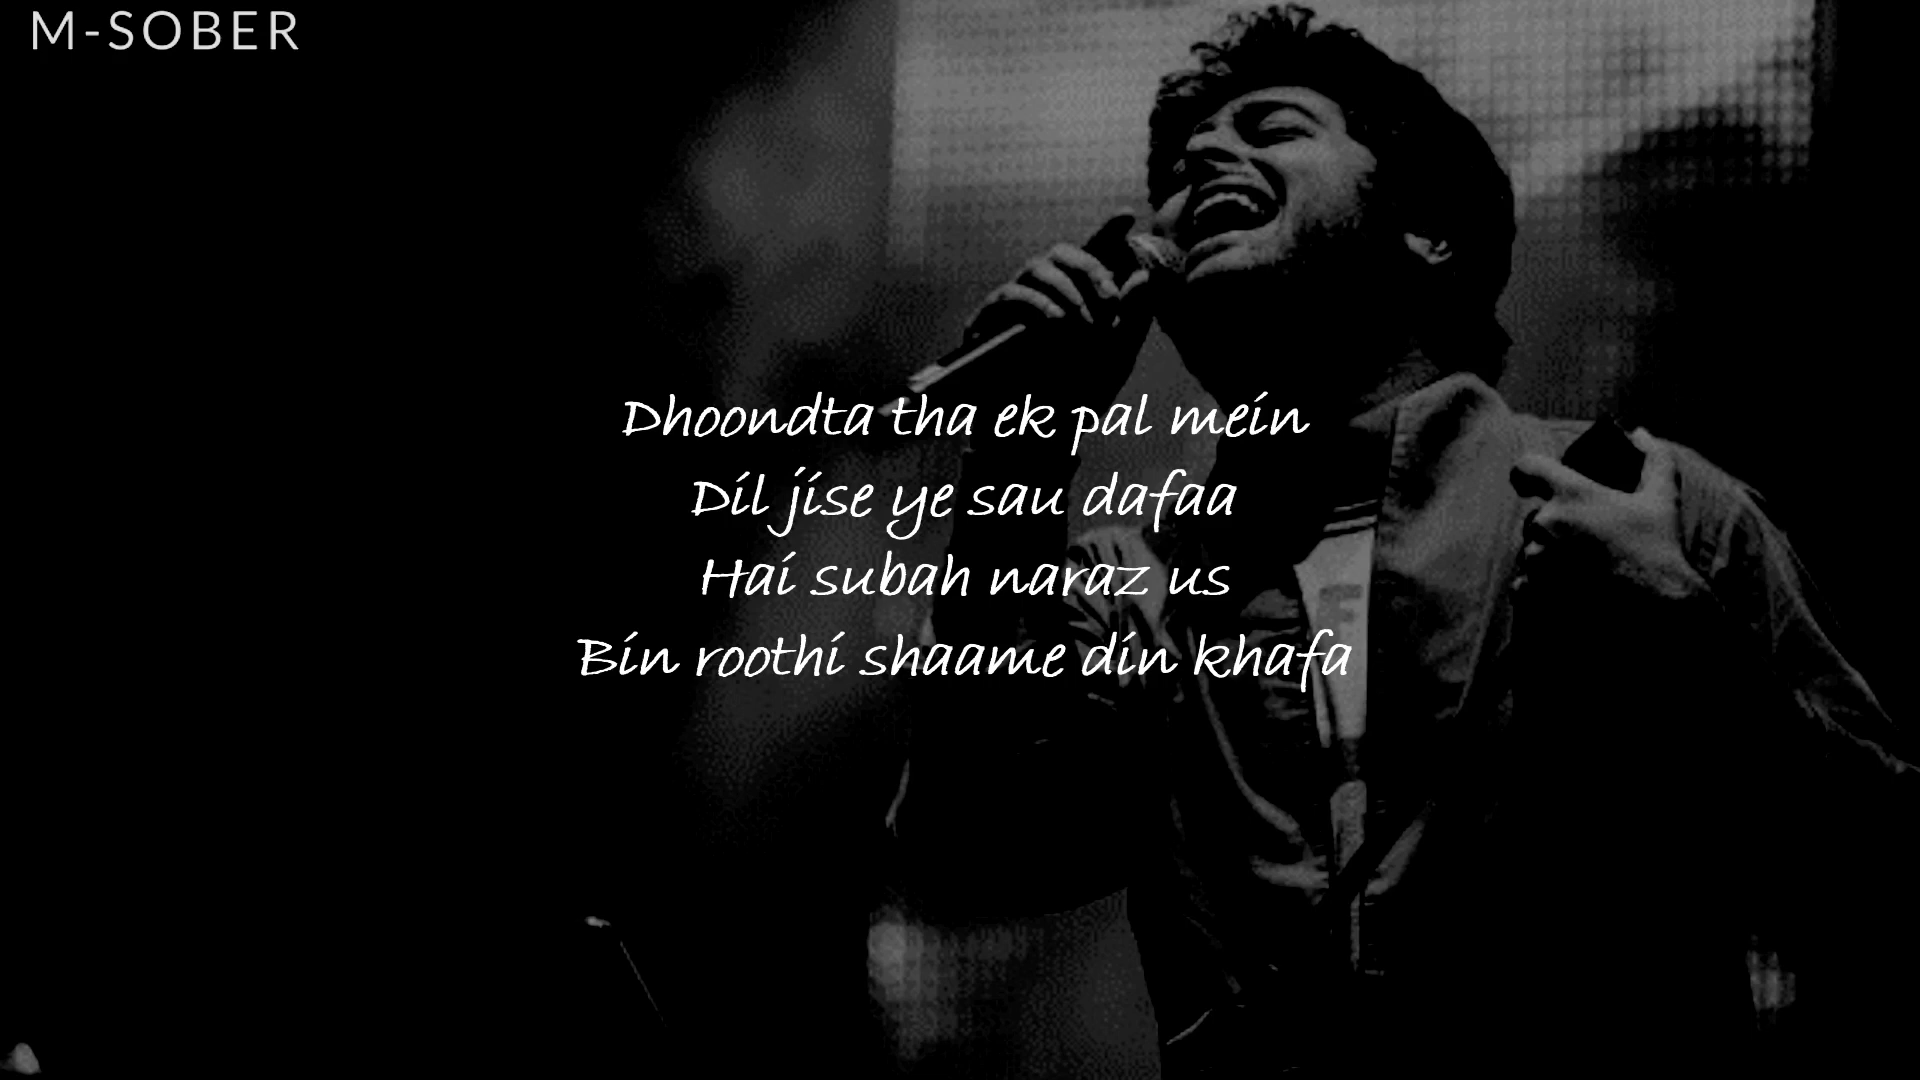 M-SOBER
Dhoondta tha ek pal mein
Dil jise ye sau dafaa
Hai subah naraz us
Bin roothi shaame din khafa